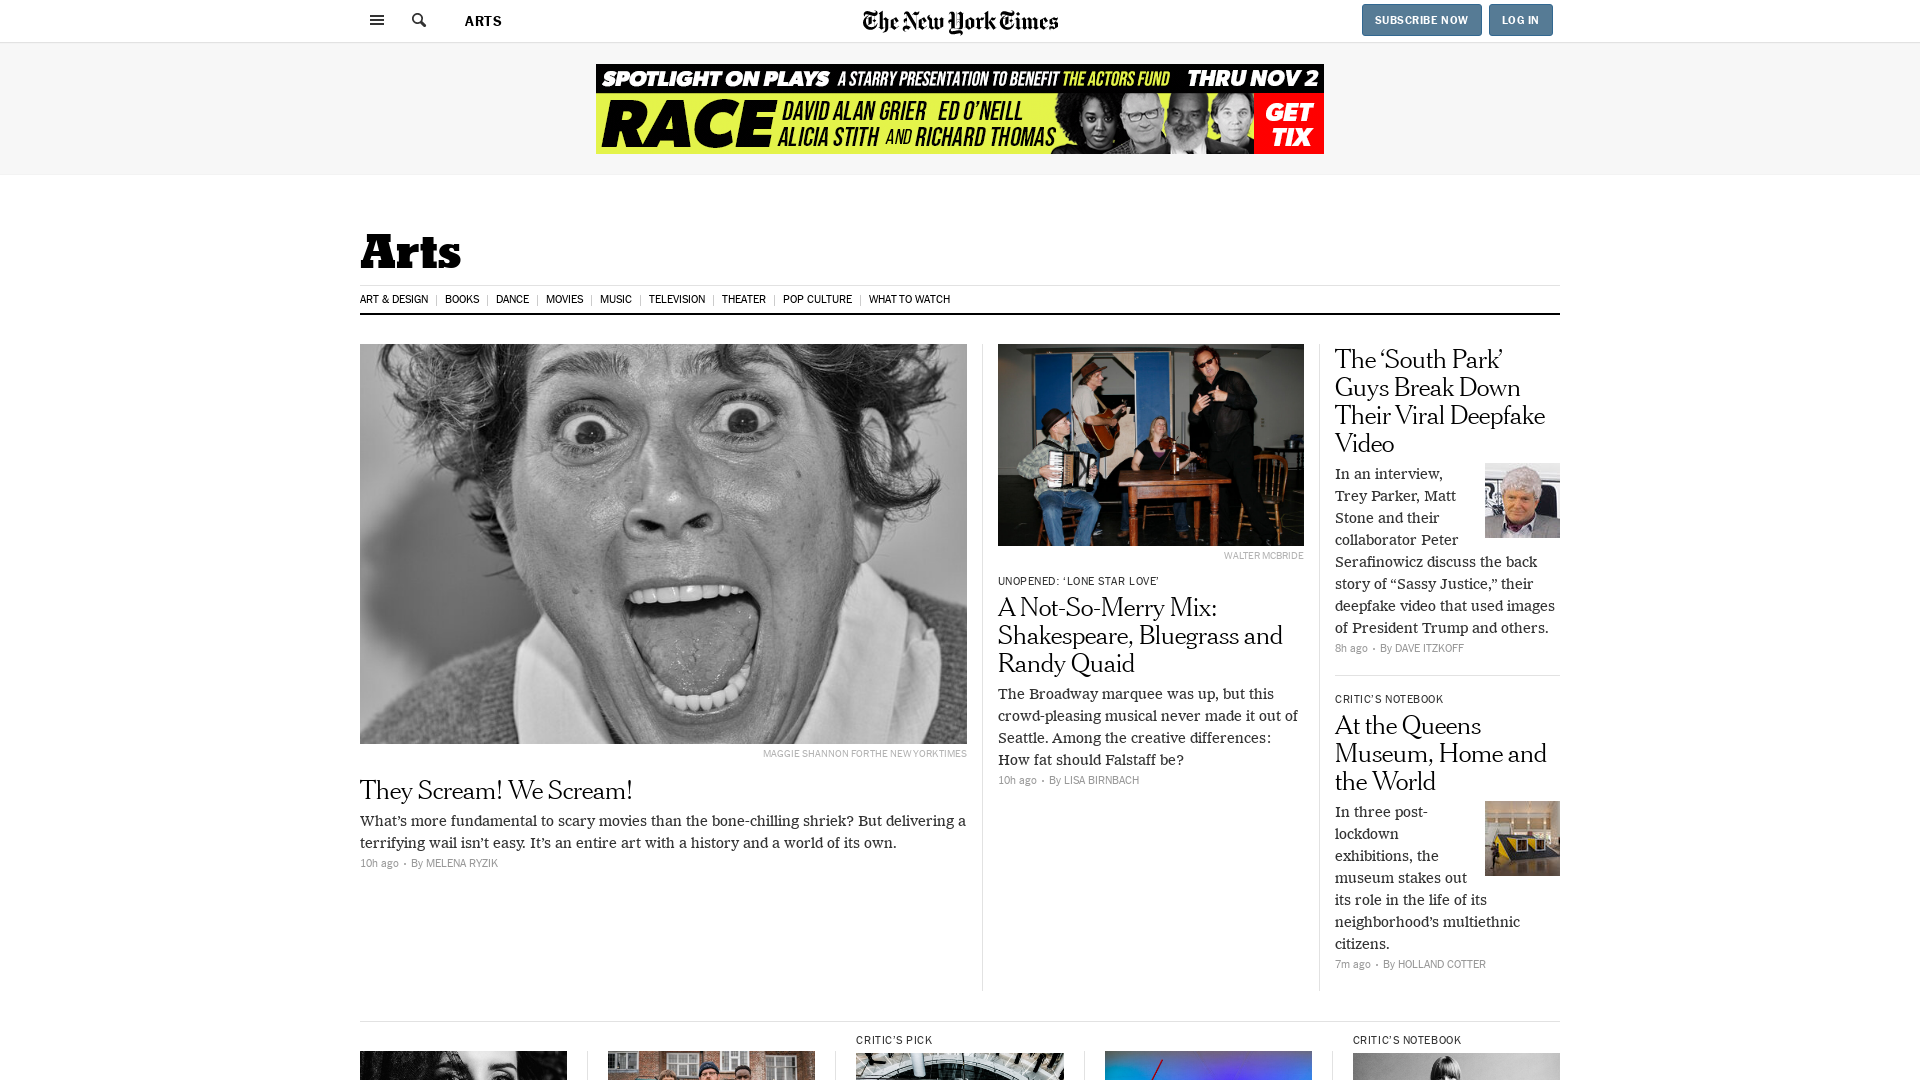 ARTS
The New York Times
SUBSCRIBE NOW
LOG IN
SPOTLIGHT ON PLAYS A STARRY PRESENTATION TO BENEFIT THE ACTORS FUND THRU NOV 2
RACE
DAVID ALAN GRIER ED O'NEILL
ALICIA STITH AND RICHARD THOMAS
GET
TIX
Arts
ART & DESIGN
BOOKS
DANCE
MOVIES
MUSIC
TELEVISION
THEATER
POP CULTURE
WHAT TO WATCH
MAGGIE SHANNON FOR THE NEW YORK TIMES
They Scream! We Scream!
What’s more fundamental to scary movies than the bone-chilling shriek? But delivering a
terrifying wail isn’t easy. It’s an entire art with a history and a world of its own.
10h ago • By MELENA RYZIK
WALTER MCBRIDE
UNOPENED: ‘LONE STAR LOVE’
A Not-So-Merry Mix:
Shakespeare, Bluegrass and
Randy Quaid
The Broadway marquee was up, but this
crowd-pleasing musical never made it out of
Seattle. Among the creative differences:
How fat should Falstaff be?
10h ago • By LISA BIRNBACH
The ‘South Park’
Guys Break Down
Their Viral Deepfake
Video
In an interview,
Trey Parker, Matt
Stone and their
collaborator Peter
Serafinowicz discuss the back
story of “Sassy Justice,” their
deepfake video that used images
of President Trump and others.
8h ago • By DAVE ITZKOFF
CRITIC’S NOTEBOOK
At the Queens
Museum, Home and
the World
In three post-
lockdown
exhibitions, the
museum stakes out
its role in the life of its
neighborhood’s multiethnic
citizens.
7m ago • By HOLLAND COTTER
CRITIC’S PICK
CRITIC’S NOTEBOOK